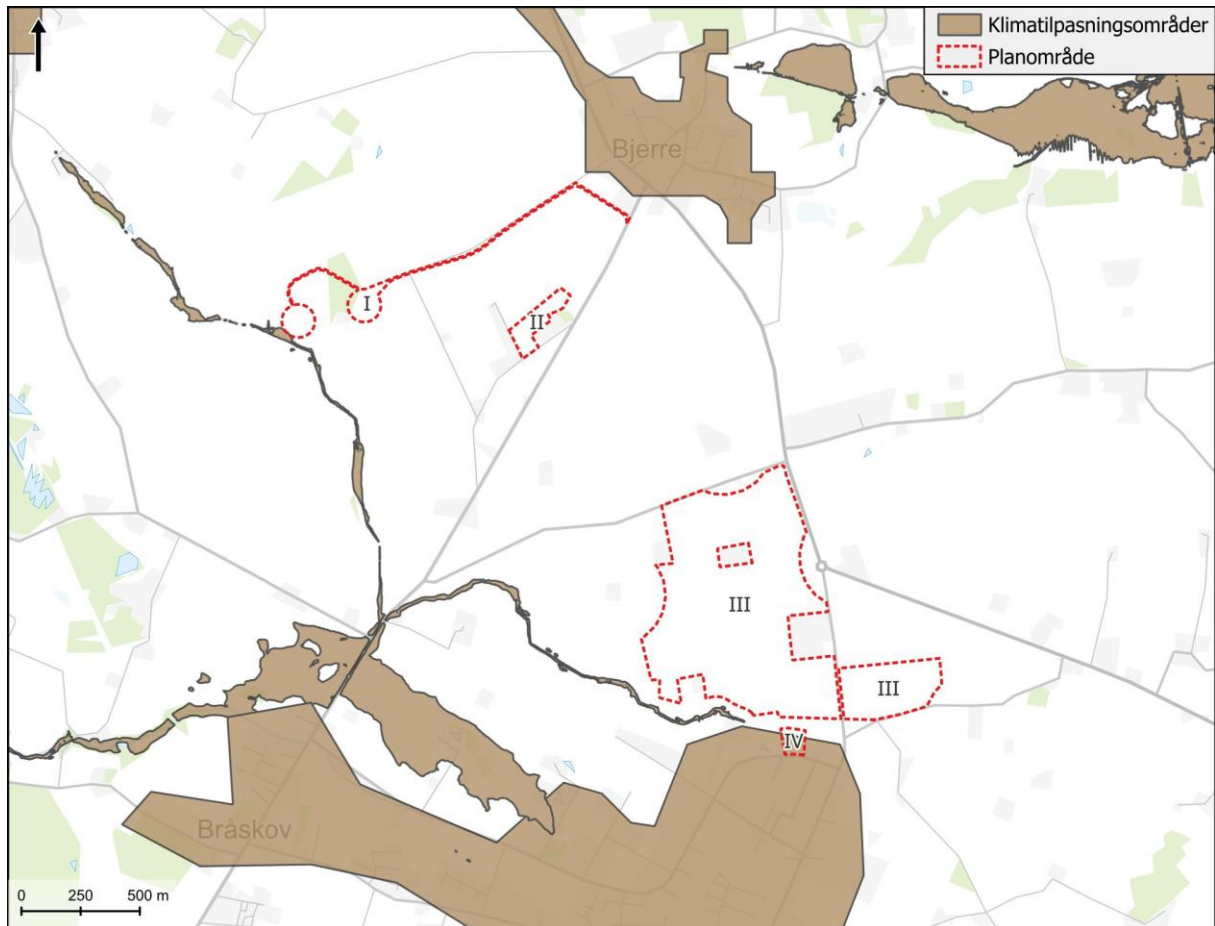 Klimatilpasningsområder
Planområde
Bjerre
I
II
III
III
IV
Bråskov
0 250 500 m